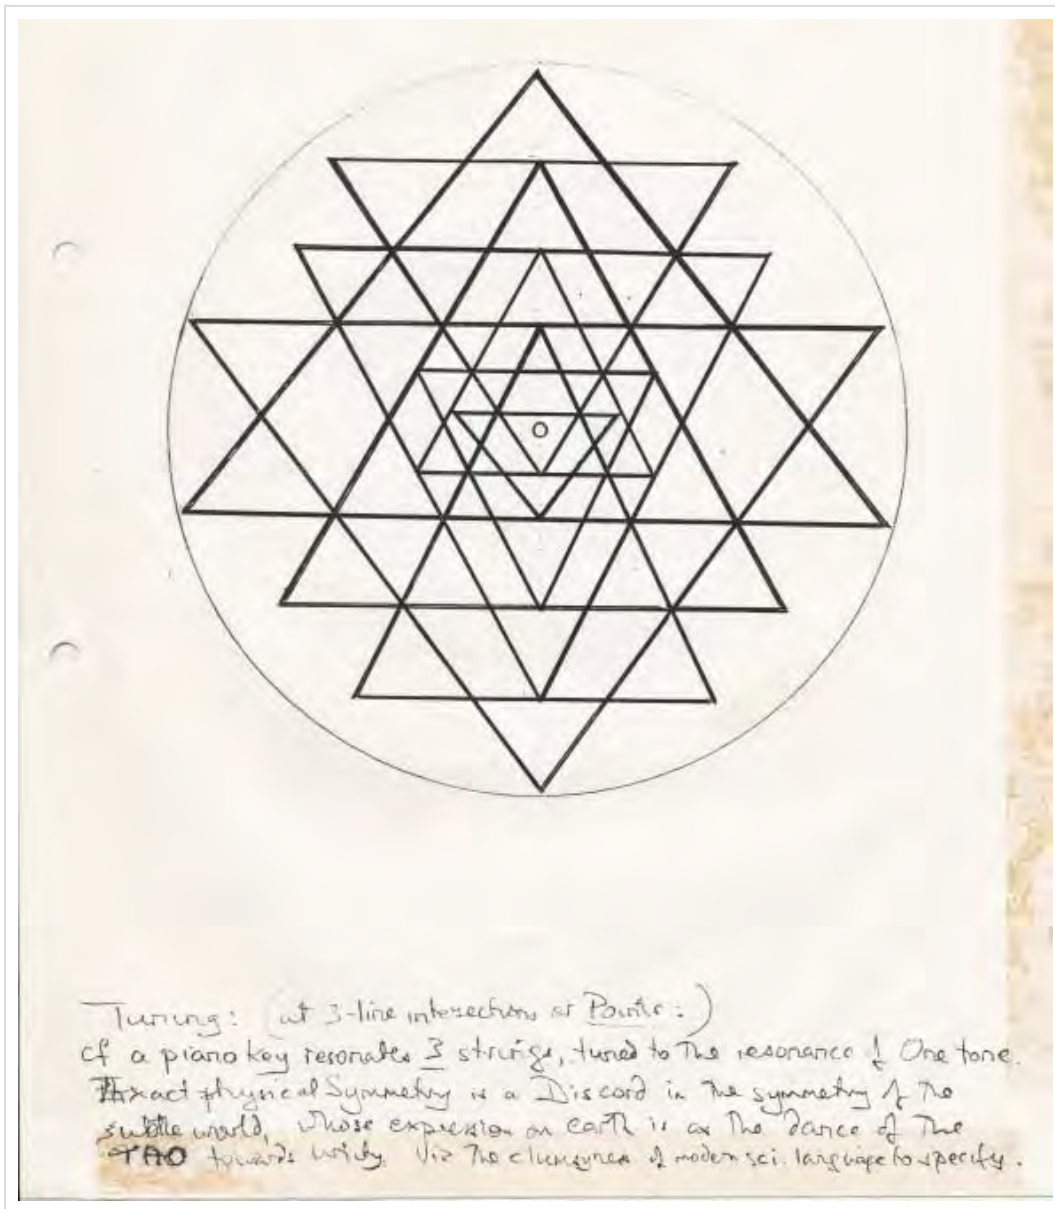 Tuning: (at 3-line intersections or Points:)
cf a piano key resonates 3 strings, tuned to the resonance of One tone.
Exact physical Symmetry is a Discord in the symmetry of the
subtle world, whose expression on earth is as the dance of the
TAO towards unity. Viz the clumsiness of modern sci. language to specify.